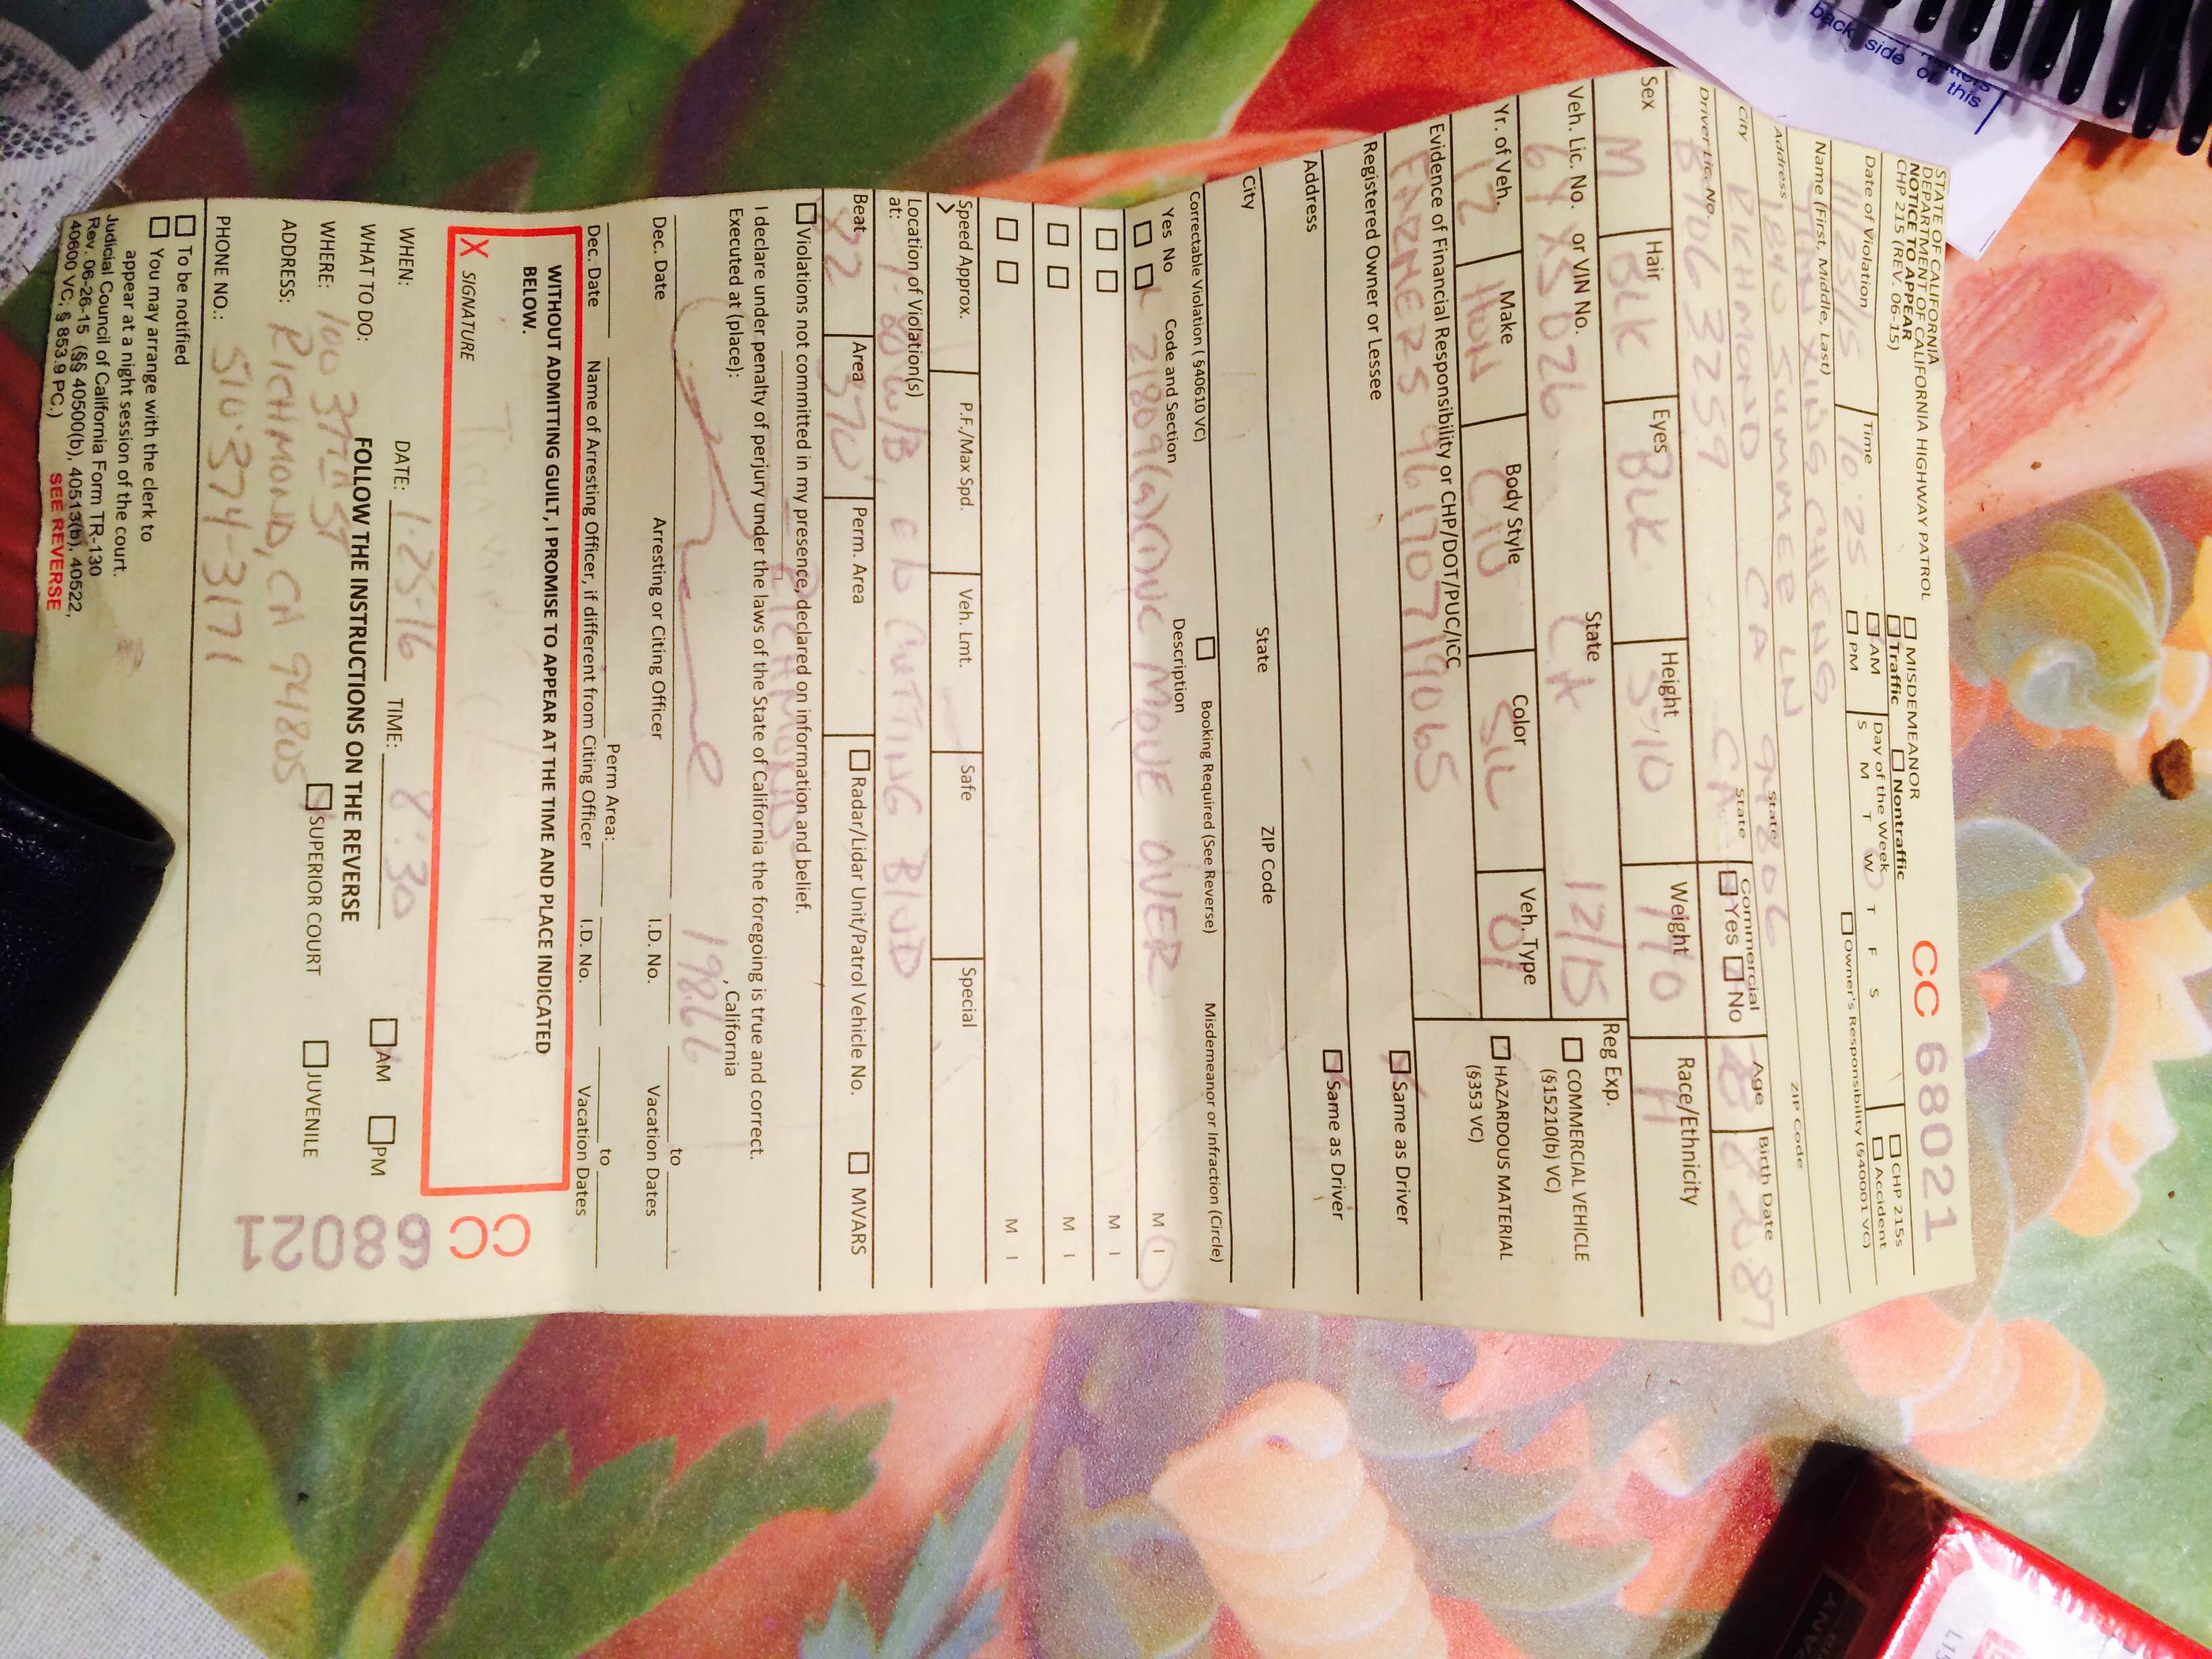 STATE OF CALIFORNIA
DEPARTMENT OF CALIFORNIA HIGHWAY PATROL
NOTICE TO APPEAR
CHP 215 (REV. 06-15)
☐ MISDEMEANOR
☐ Traffic ☐ Nontraffic
CC 68021
☐ CHP 215s
☐ Accident
Date of Violation Time ☐ AM ☐ PM Day of the Week S M T W T F S ☐ Owner's Responsibility (§40001 VC)
11/25/15 10:25
Name (First, Middle, Last)
XING CHENG
Address
1840 SUMMER LN
City State ZIP Code
RICHMOND CA 94806
Driver Lic. No. State Commercial ☐ Yes ☐ No Age Birth Date
CA 28 8 28 87
Sex Hair Eyes Height Weight Race/Ethnicity
M BLK BLK 5'10 170 H
Veh. Lic. No. or VIN No. State Reg Exp.
6YXS026 CA 12/15
☐ COMMERCIAL VEHICLE
(§15210(b) VC)
Yr. of Veh. Make Body Style Color Veh. Type
12 HON CIV SIL 01
☐ HAZARDOUS MATERIAL
(§353 VC)
Evidence of Financial Responsibility or CHP/DOT/PUC/ICC
FARMERS 961707719065
Registered Owner or Lessee ☐ Same as Driver
Address ☐ Same as Driver
City State ZIP Code
Correctable Violation ( §40610 VC) ☐ Booking Required (See Reverse) Misdemeanor or Infraction (Circle)
Yes No Code and Section Description
☐ ☐ 21809(a)(1)VC MOVE OVER M I
☐ ☐ M I
☐ ☐ M I
☐ ☐ M I
Speed Approx. P.F./Max Spd. Veh. Lmt. Safe Special
Location of Violation(s)
at: I-80 W/B, E/O CUTTING BLVD
Beat Area Perm. Area ☐ Radar/Lidar Unit/Patrol Vehicle No. ☐ MVARS
370
☐ Violations not committed in my presence, declared on information and belief.
I declare under penalty of perjury under the laws of the State of California the foregoing is true and correct.
Executed at (place): RICHMOND , California
19866 to
Dec. Date Arresting or Citing Officer I.D. No. Vacation Dates
Perm Area: to
Dec. Date Name of Arresting Officer, if different from Citing Officer I.D. No. Vacation Dates
WITHOUT ADMITTING GUILT, I PROMISE TO APPEAR AT THE TIME AND PLACE INDICATED
BELOW.
X SIGNATURE
WHEN: DATE: 1-25-16 TIME: 8:30 ☐ AM ☐ PM
WHAT TO DO: FOLLOW THE INSTRUCTIONS ON THE REVERSE
WHERE: 100 37TH ST ☐ SUPERIOR COURT ☐ JUVENILE
ADDRESS: RICHMOND, CA 94805
PHONE NO.: 510-374-3171
CC 68021
☐ To be notified
☐ You may arrange with the clerk to
appear at a night session of the court.
Judicial Council of California Form TR-130
Rev. 06-26-15 (§§ 40500(b), 40513(b), 40522,
40600 VC; § 853.9 PC.)
SEE REVERSE
back side of this